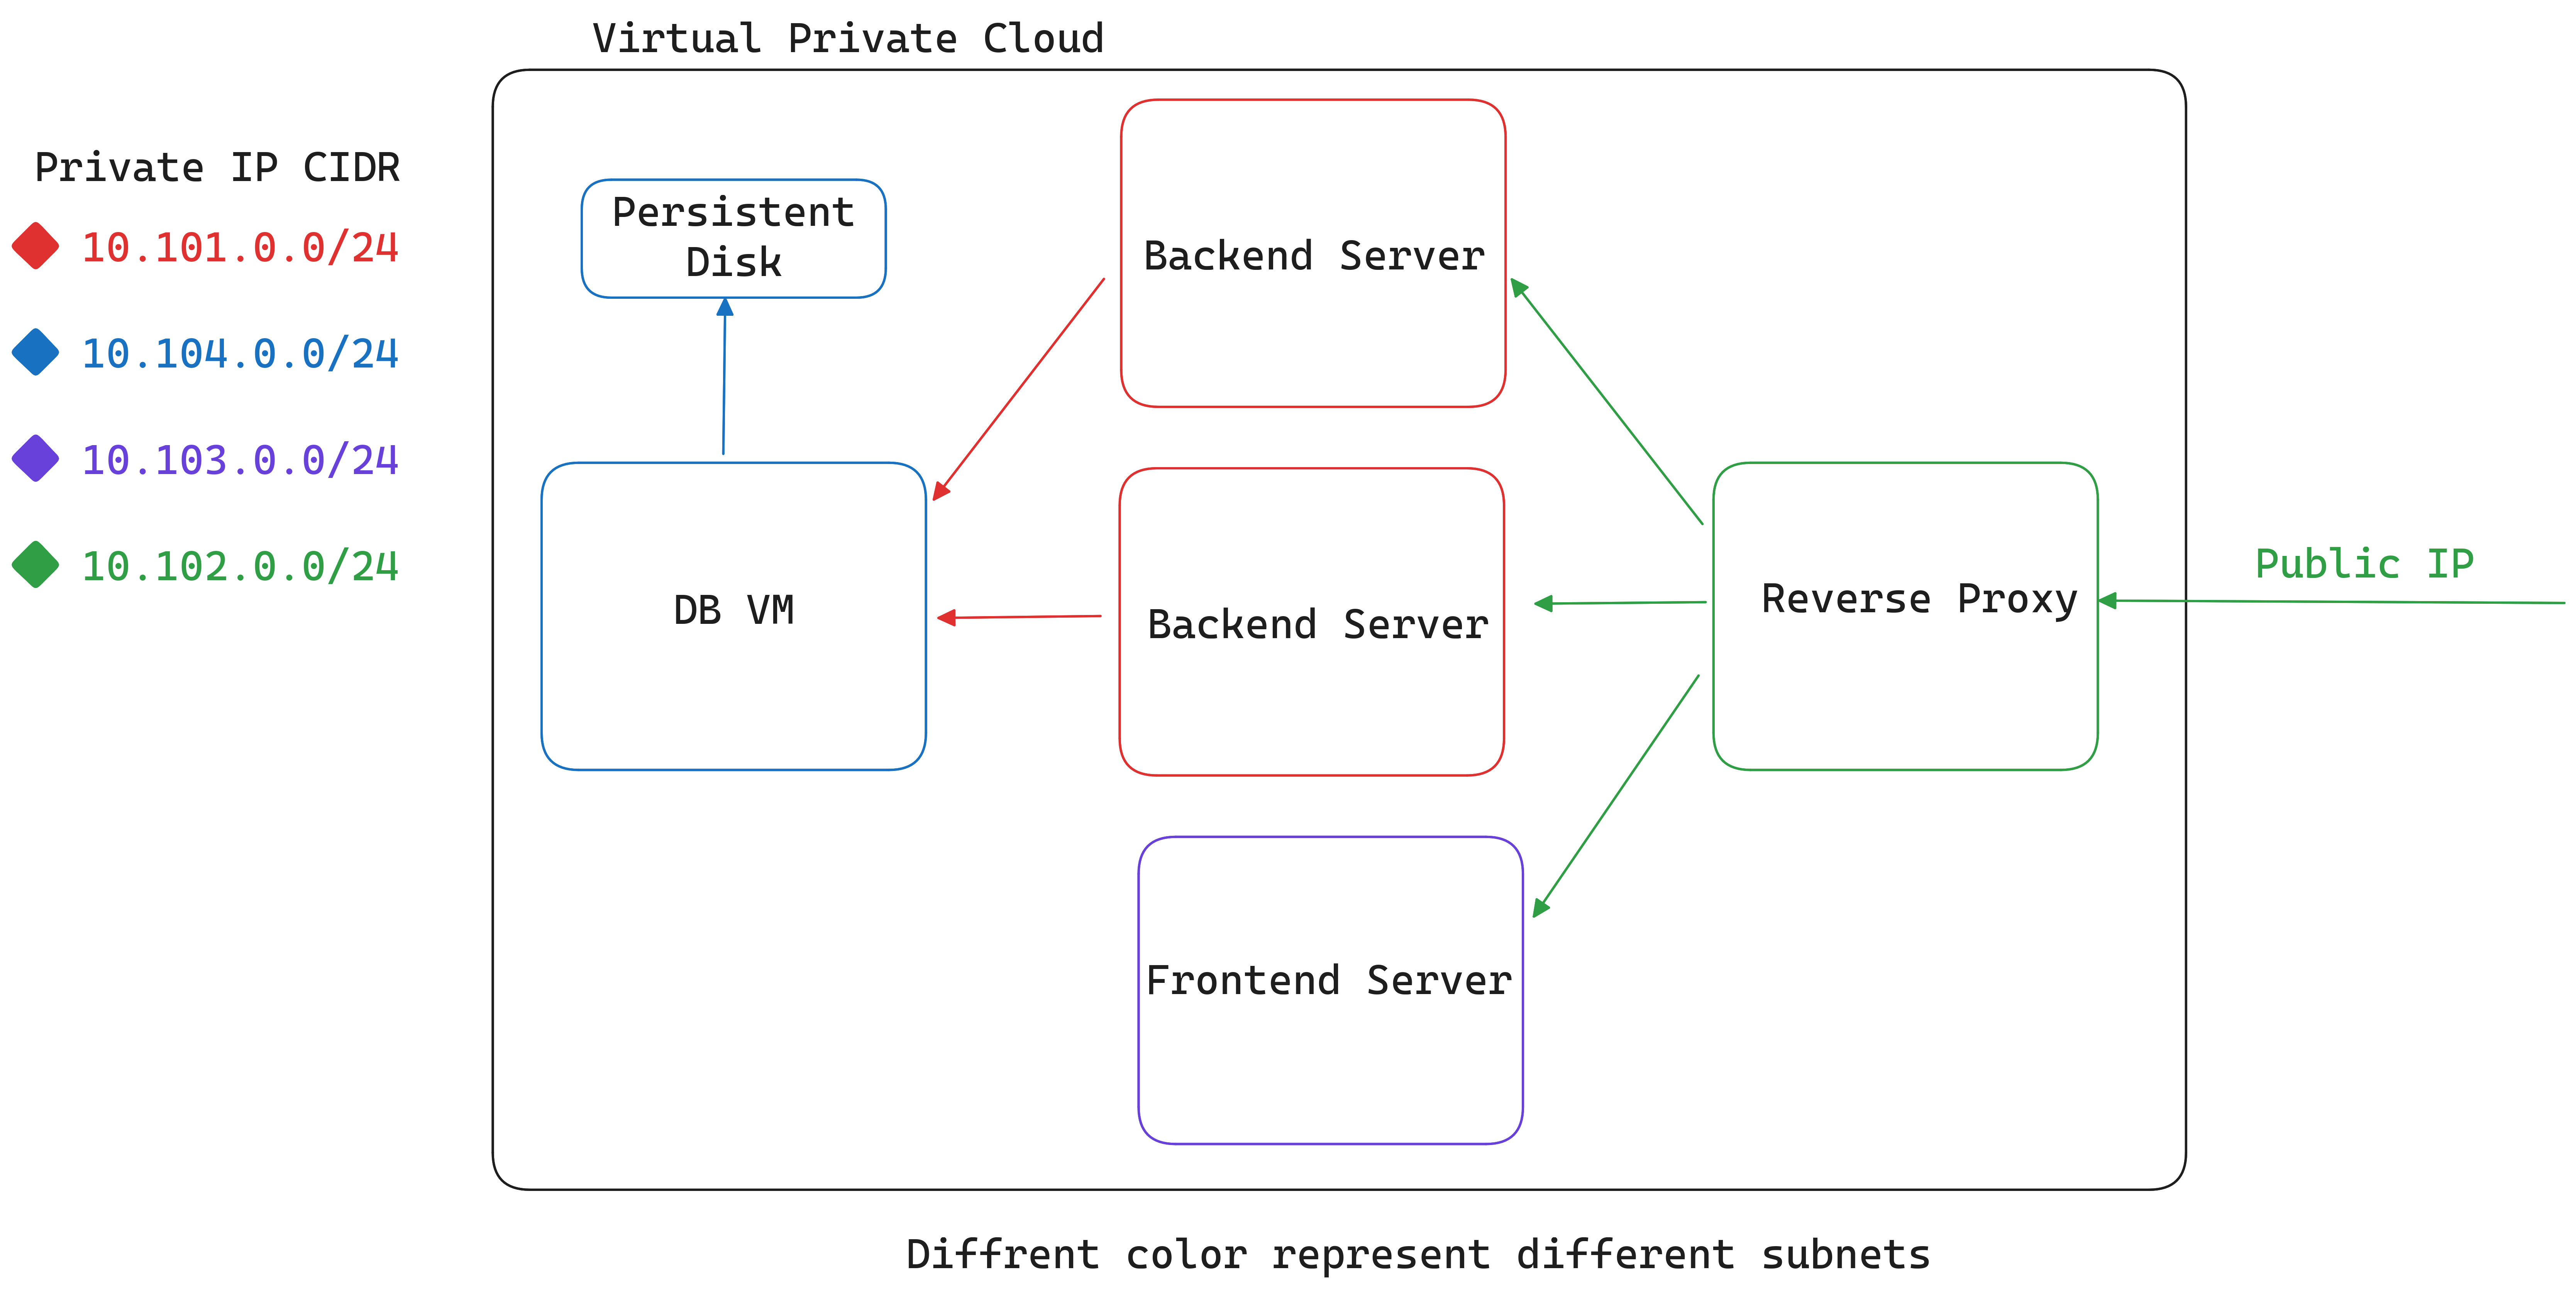 Virtual Private Cloud
Private IP CIDR
10.101.0.0/24
10.104.0.0/24
10.103.0.0/24
10.102.0.0/24
Persistent
Disk
Backend Server
DB VM
Backend Server
Reverse Proxy
Public IP
Frontend Server
Diffrent color represent different subnets